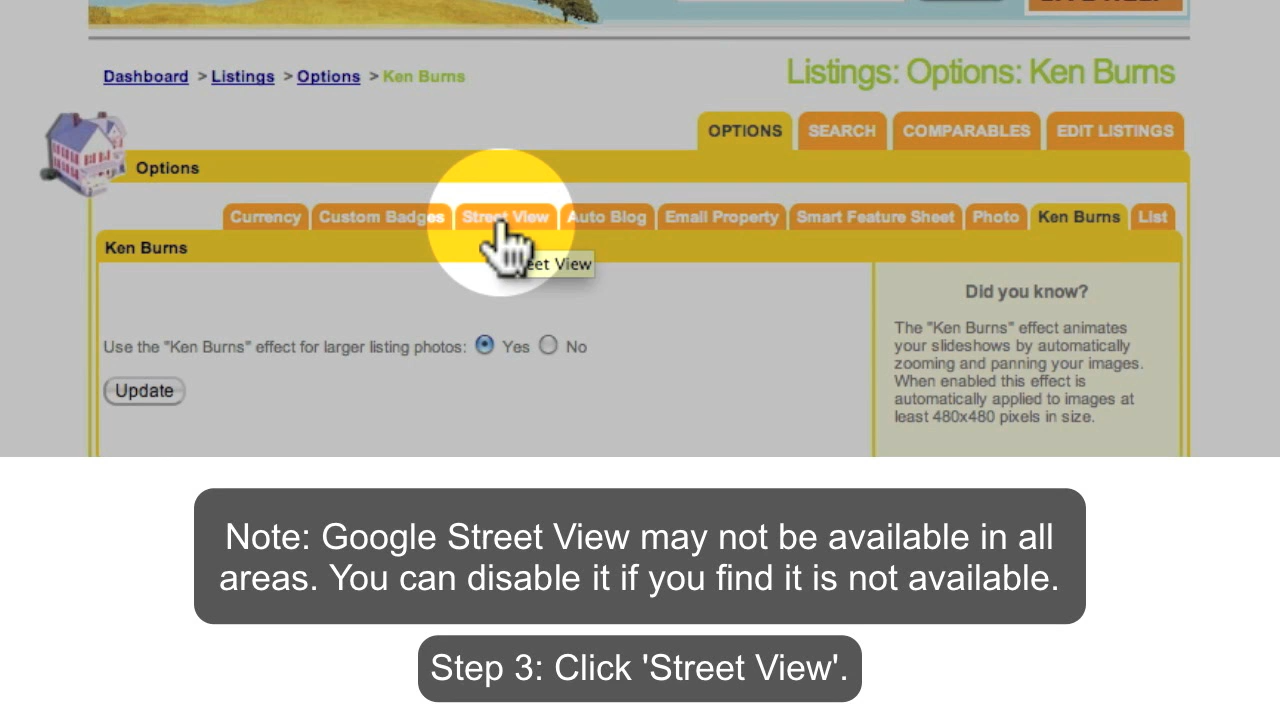 Dashboard > Listings > Options > Ken Burns
Listings: Options: Ken Burns
OPTIONS SEARCH COMPARABLES EDIT LISTINGS
Options
Currency Custom Badges Street View Auto Blog Email Property Smart Feature Sheet Photo Ken Burns List
Ken Burns
View
Use the "Ken Burns" effect for larger listing photos: Yes No
Update
Did you know?
The "Ken Burns" effect animates
your slideshows by automatically
zooming and panning your images.
When enabled this effect is
automatically applied to images at
least 480x480 pixels in size.
Note: Google Street View may not be available in all
areas. You can disable it if you find it is not available.
Step 3: Click 'Street View'.